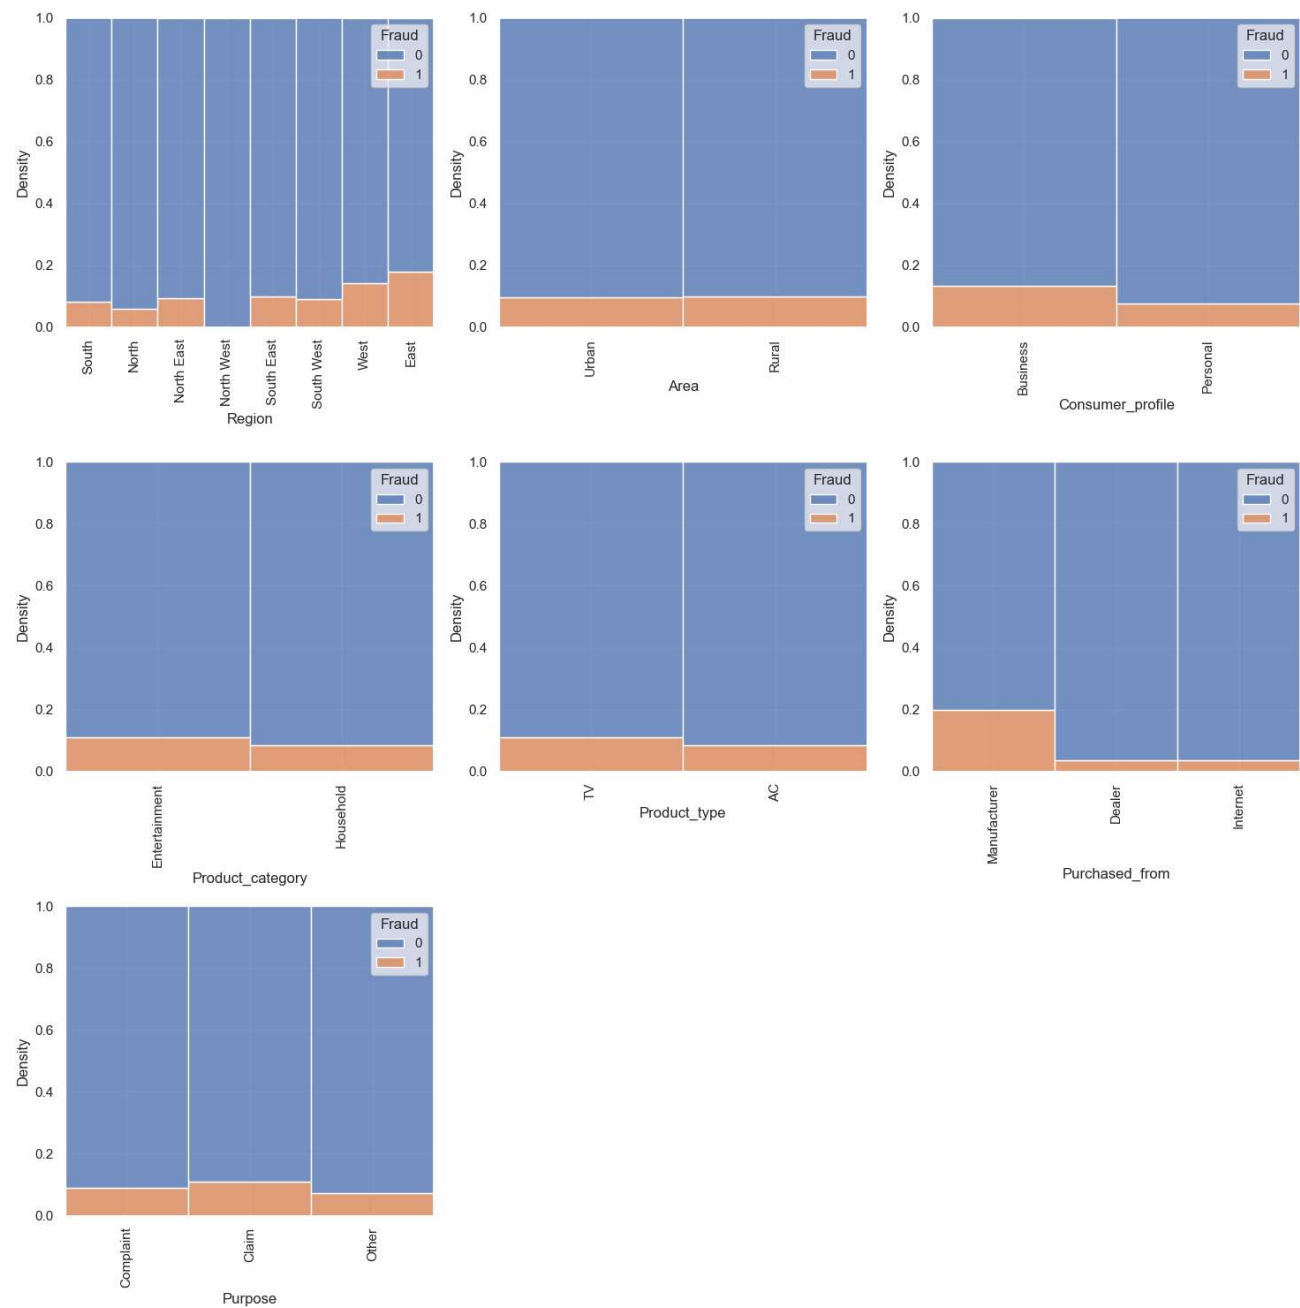 1.0
0.8
0.6
0.4
0.2
0.0
Density
Fraud
0
1
South
North
North East
North West
South East
South West
West
East
Region
1.0
0.8
0.6
0.4
0.2
0.0
Density
Fraud
0
1
Urban
Rural
Area
1.0
0.8
0.6
0.4
0.2
0.0
Density
Fraud
0
1
Business
Personal
Consumer_profile
1.0
0.8
0.6
0.4
0.2
0.0
Density
Fraud
0
1
Entertainment
Household
Product_category
1.0
0.8
0.6
0.4
0.2
0.0
Density
Fraud
0
1
TV
AC
Product_type
1.0
0.8
0.6
0.4
0.2
0.0
Density
Fraud
0
1
Manufacturer
Dealer
Internet
Purchased_from
1.0
0.8
0.6
0.4
0.2
0.0
Density
Fraud
0
1
Complaint
Claim
Other
Purpose